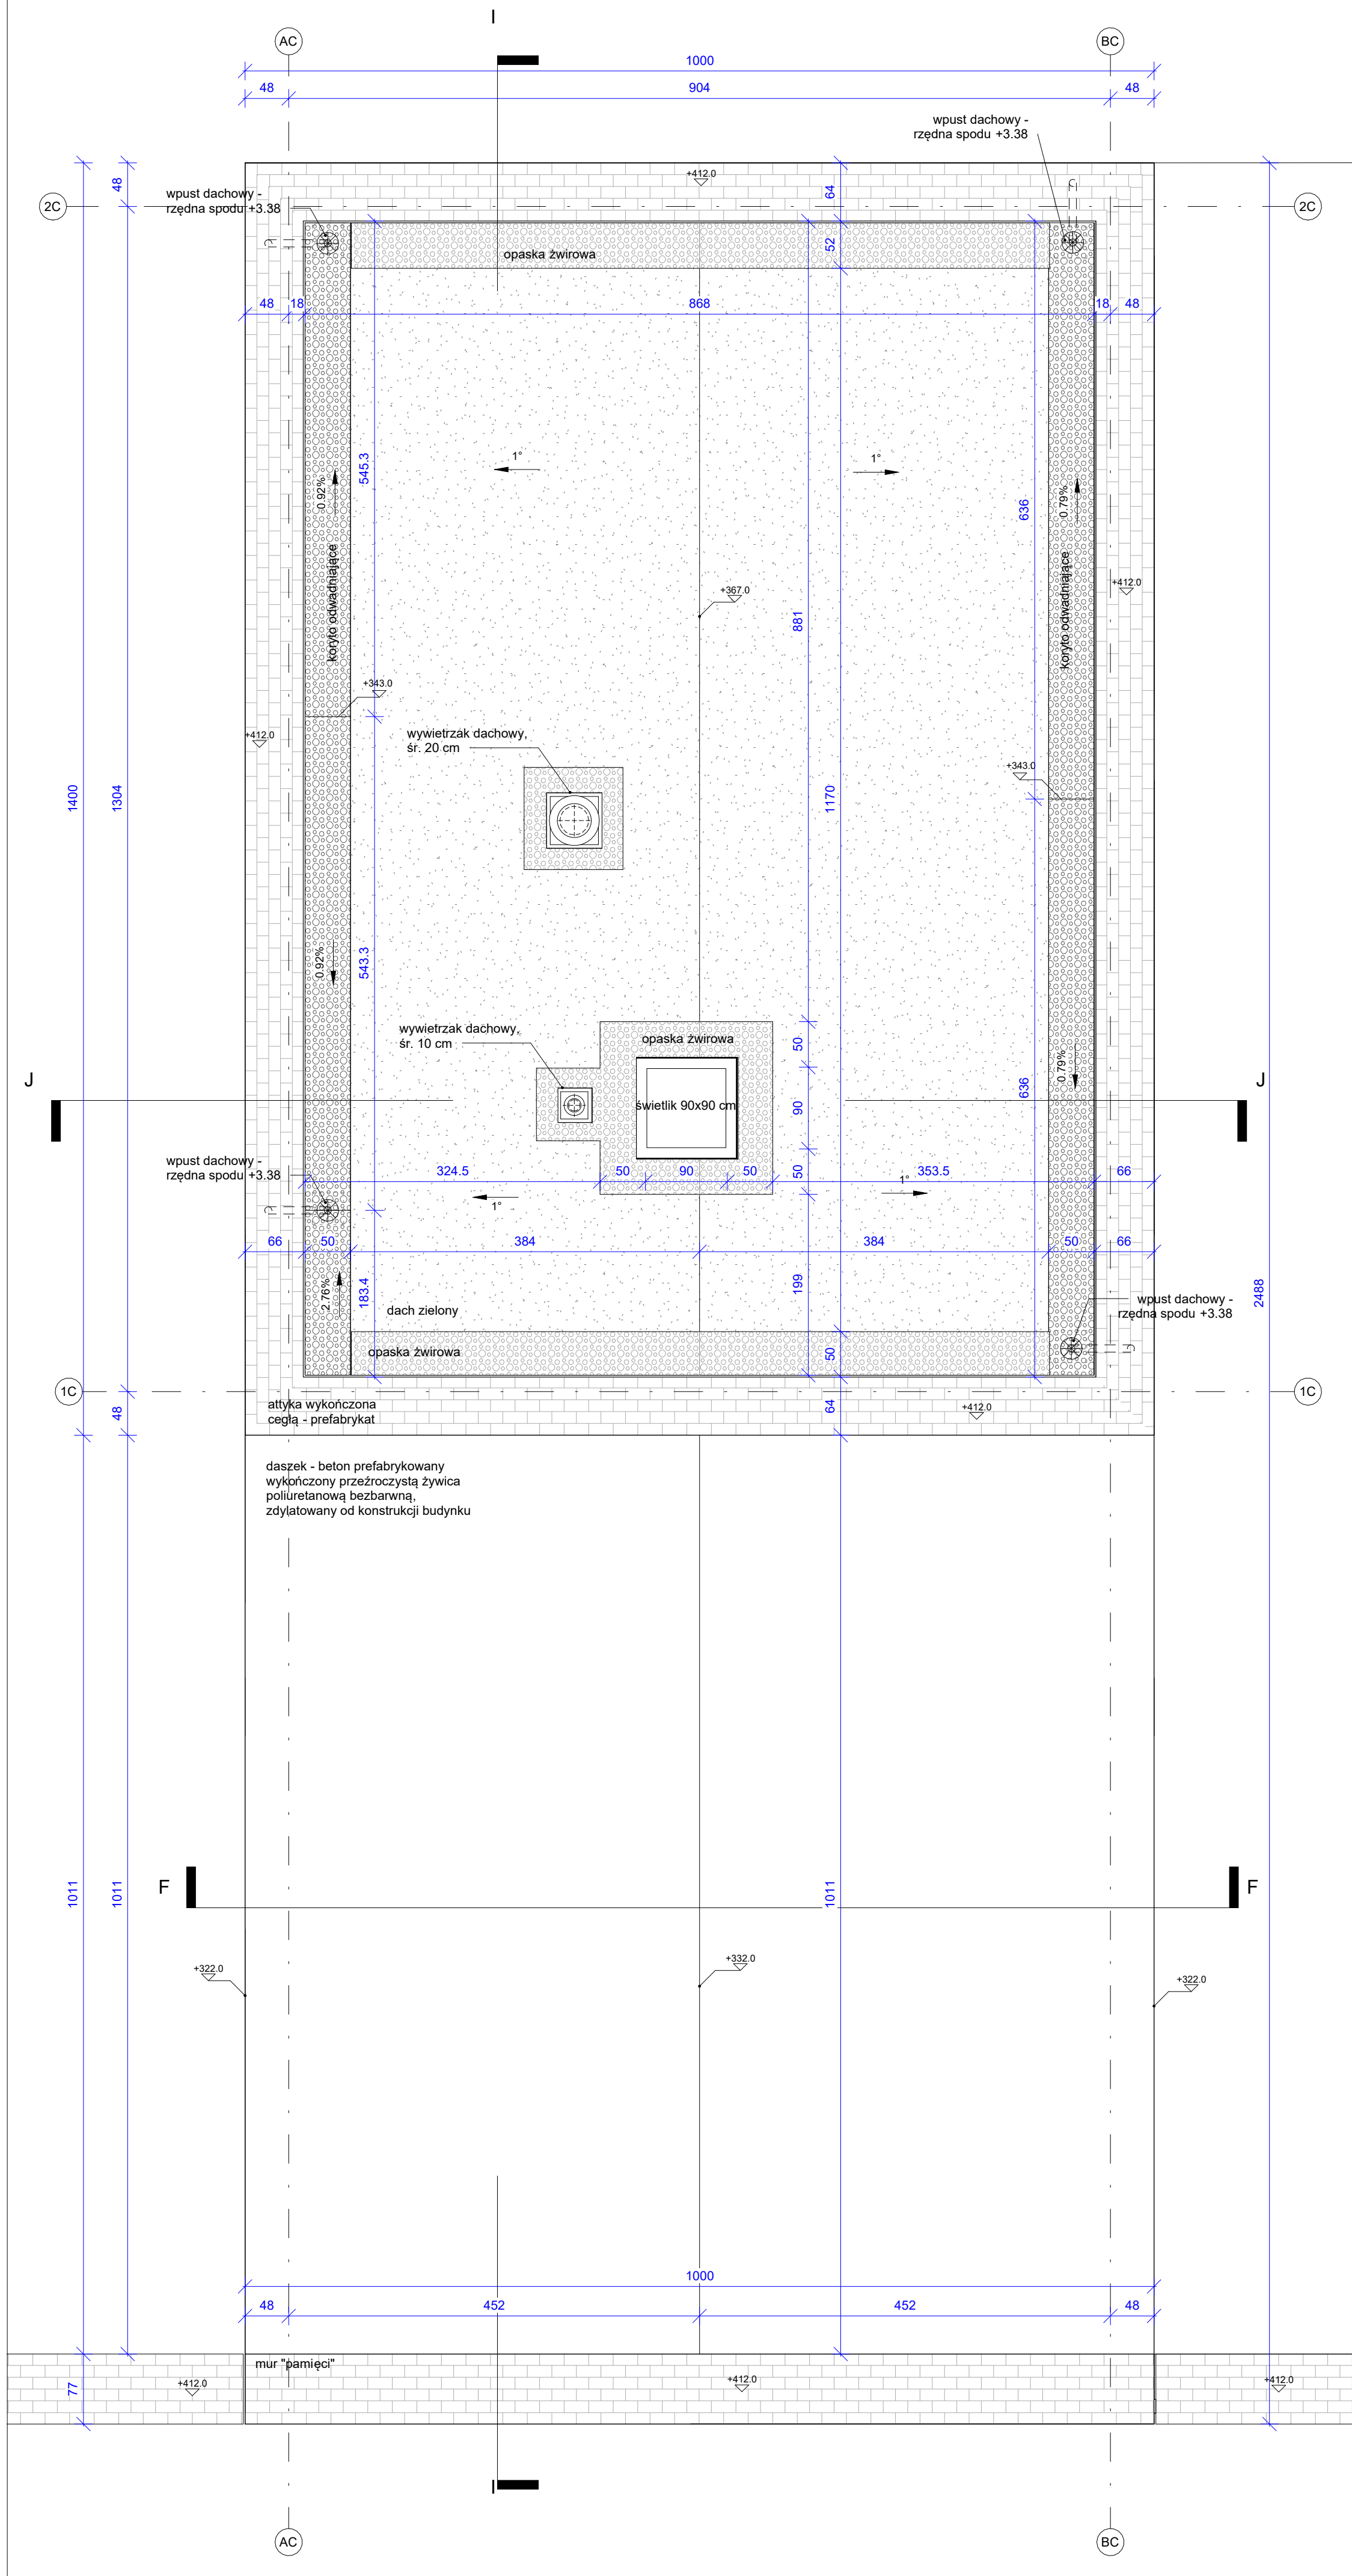 I
AC
BC
1000
48
904
48
wpust dachowy -
rzędna spodu +3.38
wpust dachowy -
rzędna spodu +3.38
+412.0
48
64
2C
2C
opaska żwirowa
52
48
18
868
18
48
1°
1°
545.3
0.92%
0.79%
636
koryto odwadniające
koryto odwadniające
+412.0
+367.0
881
+343.0
+412.0
wywietrzak dachowy,
śr. 20 cm
+343.0
1400
1304
1170
543.3
0.92%
wywietrzak dachowy,
śr. 10 cm
opaska żwirowa
50
0.79%
636
J
J
świetlik 90x90 cm
90
wpust dachowy -
rzędna spodu +3.38
324.5
50
90
50
50
353.5
66
1°
1°
66
50
384
384
50
66
2.76%
183.4
199
2488
dach zielony
wpust dachowy -
rzędna spodu +3.38
opaska żwirowa
50
1C
1C
attyka wykończona
cegłą - prefabrykat
48
64
+412.0
daszek - beton prefabrykowany
wykończony przeźroczystą żywica
poliuretanową bezbarwną,
zdylatowany od konstrukcji budynku
F
F
1011
1011
1011
+322.0
+332.0
+322.0
1000
48
452
452
48
mur "pamięci"
77
+412.0
+412.0
+412.0
I
AC
BC